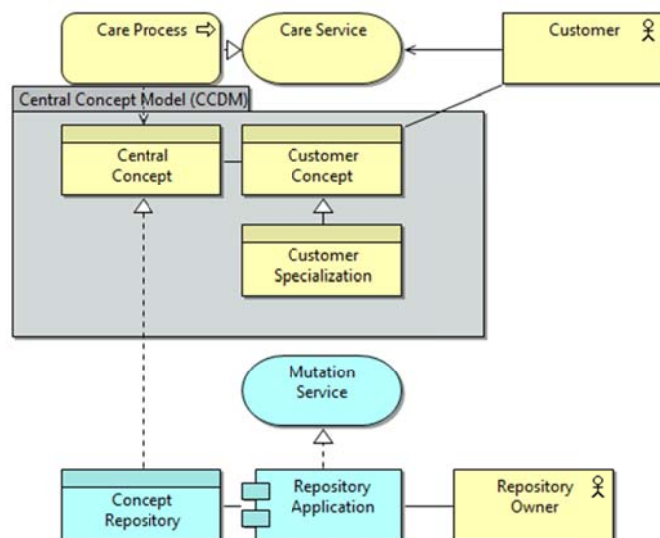 Care Process
Care Service
Customer
Central Concept Model (CCDM)
Central
Concept
Customer
Concept
Customer
Specialization
Mutation
Service
Concept
Repository
Repository
Application
Repository
Owner